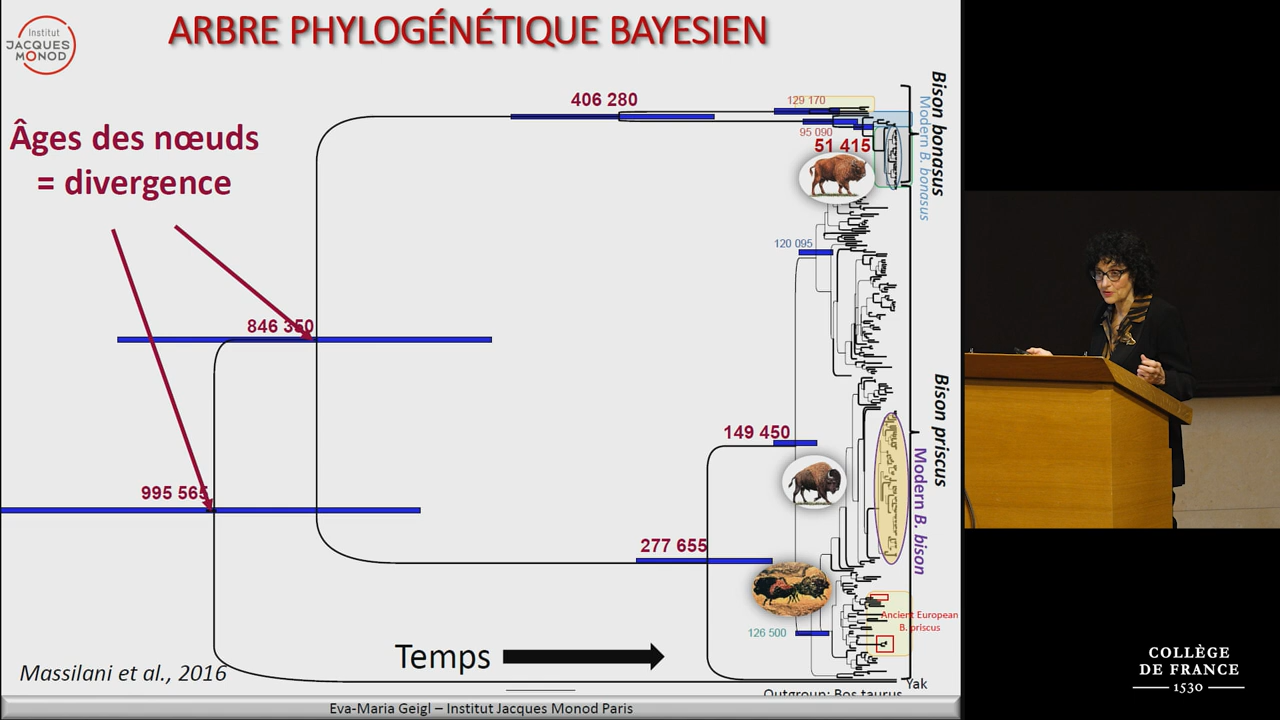 ARBRE PHYLOGÉNÉTIQUE BAYESIEN
Institut
JACQUES
MONOD
Âges des nœuds
= divergence
406 280
129 170
95 090
51 415
Bison bonasus
Modern B. bonasus
120 095
846 350
149 450
Bison priscus
Modern B. bison
995 565
277 655
126 500
Ancient European
B. priscus
Temps
Massilani et al., 2016
Yak
Outgroup: Bos taurus
Eva-Maria Geigl – Institut Jacques Monod Paris
COLLÈGE
DE FRANCE
1530